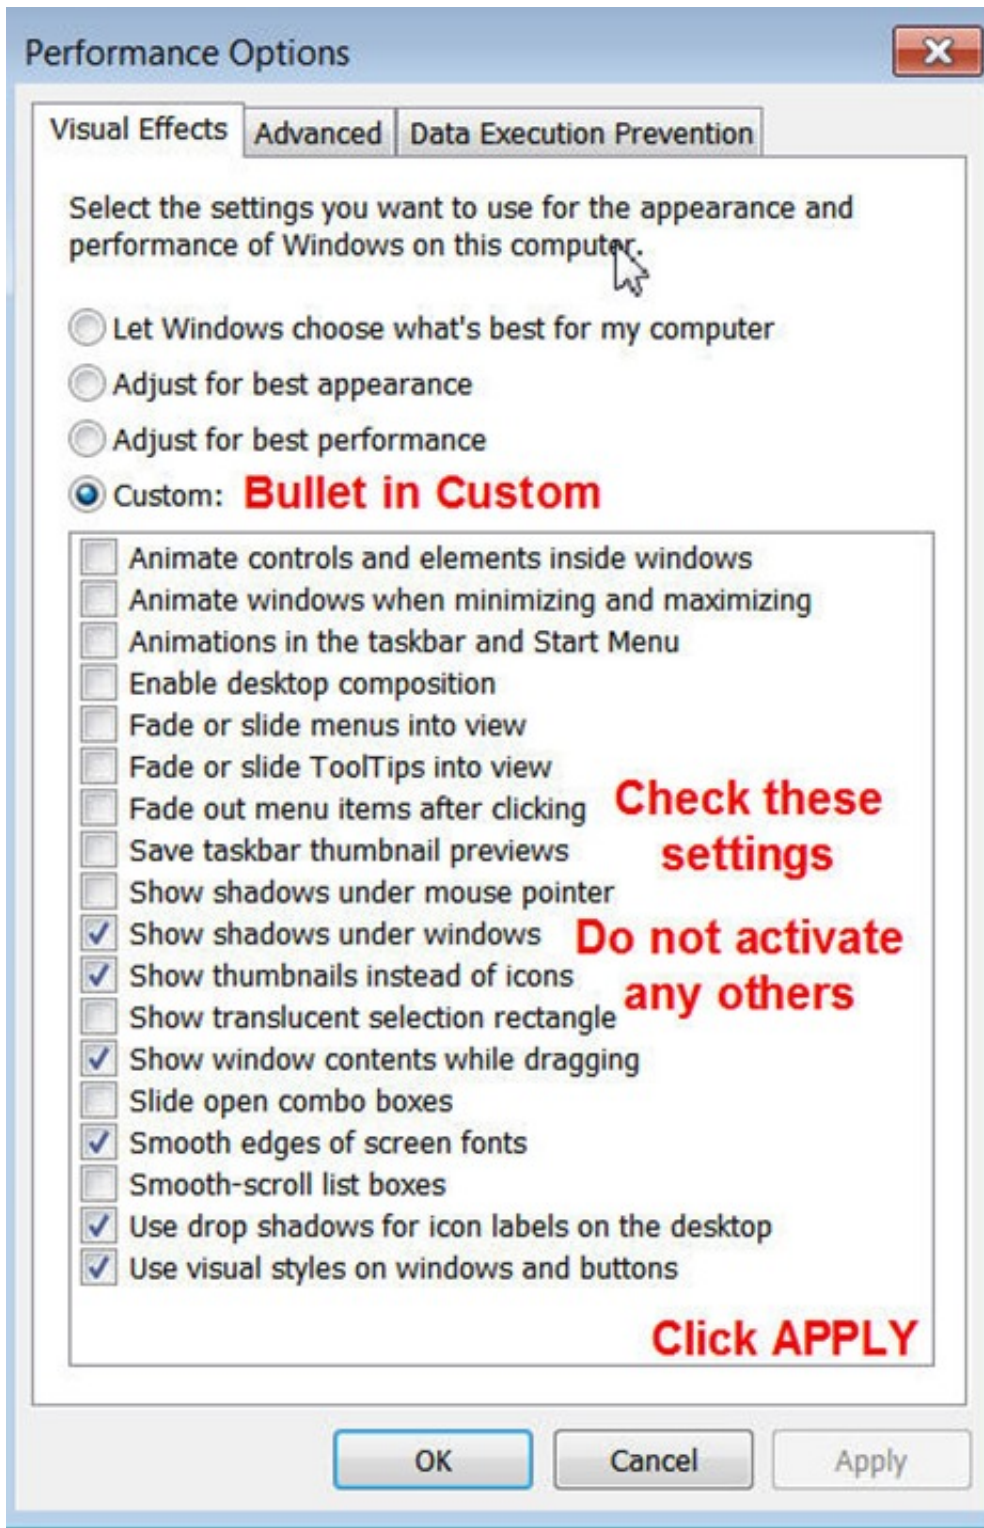 Performance Options
Visual Effects
Advanced
Data Execution Prevention
Select the settings you want to use for the appearance and
performance of Windows on this computer.
Let Windows choose what's best for my computer
Adjust for best appearance
Adjust for best performance
Custom:
Bullet in Custom
Animate controls and elements inside windows
Animate windows when minimizing and maximizing
Animations in the taskbar and Start Menu
Enable desktop composition
Fade or slide menus into view
Fade or slide ToolTips into view
Fade out menu items after clicking
Save taskbar thumbnail previews
Show shadows under mouse pointer
Show shadows under windows
Show thumbnails instead of icons
Show translucent selection rectangle
Show window contents while dragging
Slide open combo boxes
Smooth edges of screen fonts
Smooth-scroll list boxes
Use drop shadows for icon labels on the desktop
Use visual styles on windows and buttons
Check these
settings
Do not activate
any others
Click APPLY
OK
Cancel
Apply